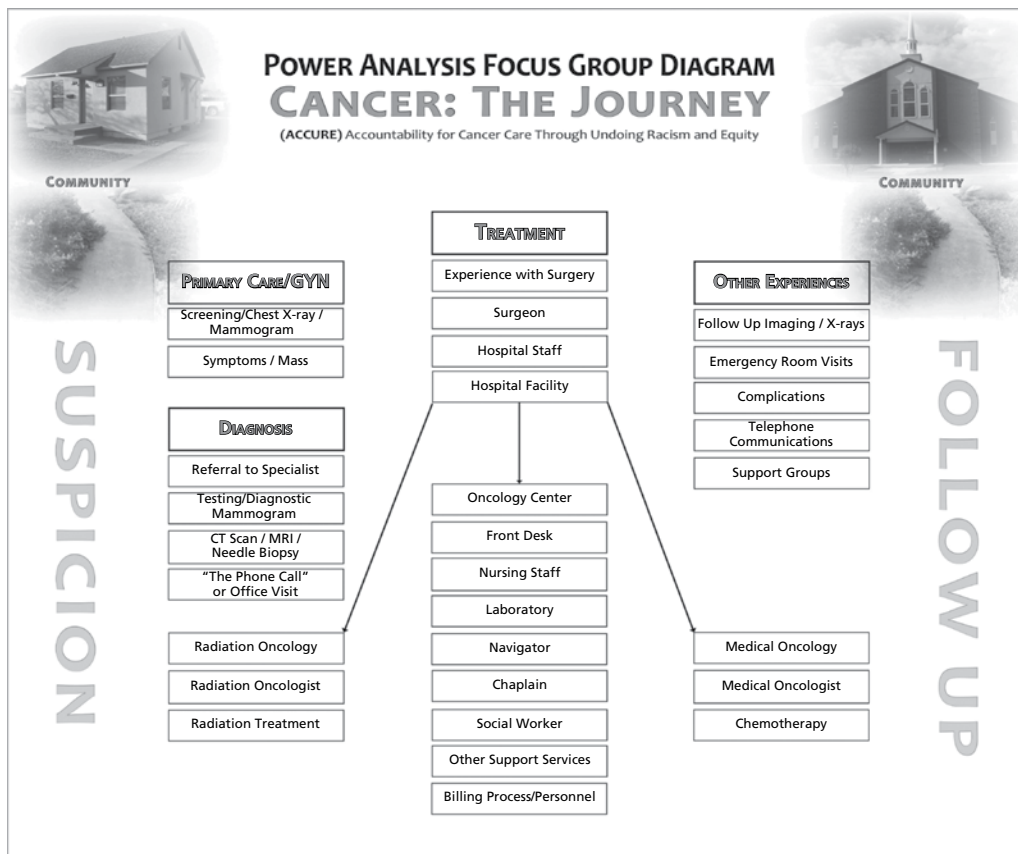 POWER ANALYSIS FOCUS GROUP DIAGRAM
CANCER: THE JOURNEY
(ACCURE) Accountability for Cancer Care Through Undoing Racism and Equity
COMMUNITY
COMMUNITY
SUSPICION
PRIMARY CARE/GYN
Screening/Chest X-ray /
Mammogram
Symptoms / Mass
DIAGNOSIS
Referral to Specialist
Testing/Diagnostic
Mammogram
CT Scan / MRI /
Needle Biopsy
“The Phone Call”
or Office Visit
Radiation Oncology
Radiation Oncologist
Radiation Treatment
TREATMENT
Experience with Surgery
Surgeon
Hospital Staff
Hospital Facility
Oncology Center
Front Desk
Nursing Staff
Laboratory
Navigator
Chaplain
Social Worker
Other Support Services
Billing Process/Personnel
OTHER EXPERIENCES
Follow Up Imaging / X-rays
Emergency Room Visits
Complications
Telephone
Communications
Support Groups
Medical Oncology
Medical Oncologist
Chemotherapy
FOLLOW UP